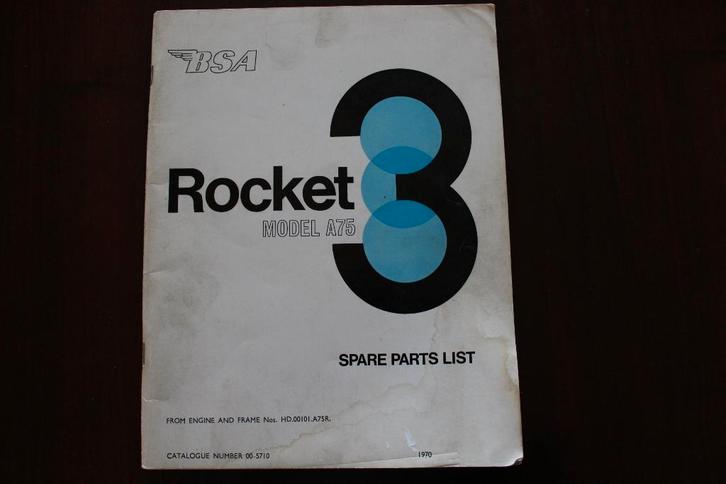 BSA
Rocket 3
MODEL A75
SPARE PARTS LIST
FROM ENGINE AND FRAME Nos. HD.00101.A75R.
CATALOGUE NUMBER 00-5710 1970